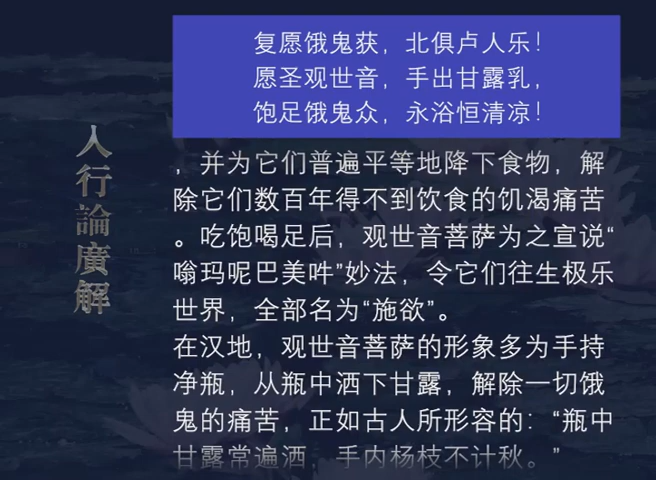 复愿饿鬼获，北俱卢人乐！
愿圣观世音，手出甘露乳，
饱足饿鬼众，永浴恒清凉！
入行論廣解
，并为它们普遍平等地降下食物，解
除它们数百年得不到饮食的饥渴痛苦
。吃饱喝足后，观世音菩萨为之宣说“
嗡玛呢巴美吽”妙法，令它们往生极乐
世界，全部名为“施欲”。
在汉地，观世音菩萨的形象多为手持
净瓶，从瓶中洒下甘露，解除一切饿
鬼的痛苦，正如古人所形容的：“瓶中
甘露常遍洒，手内杨枝不计秋。”